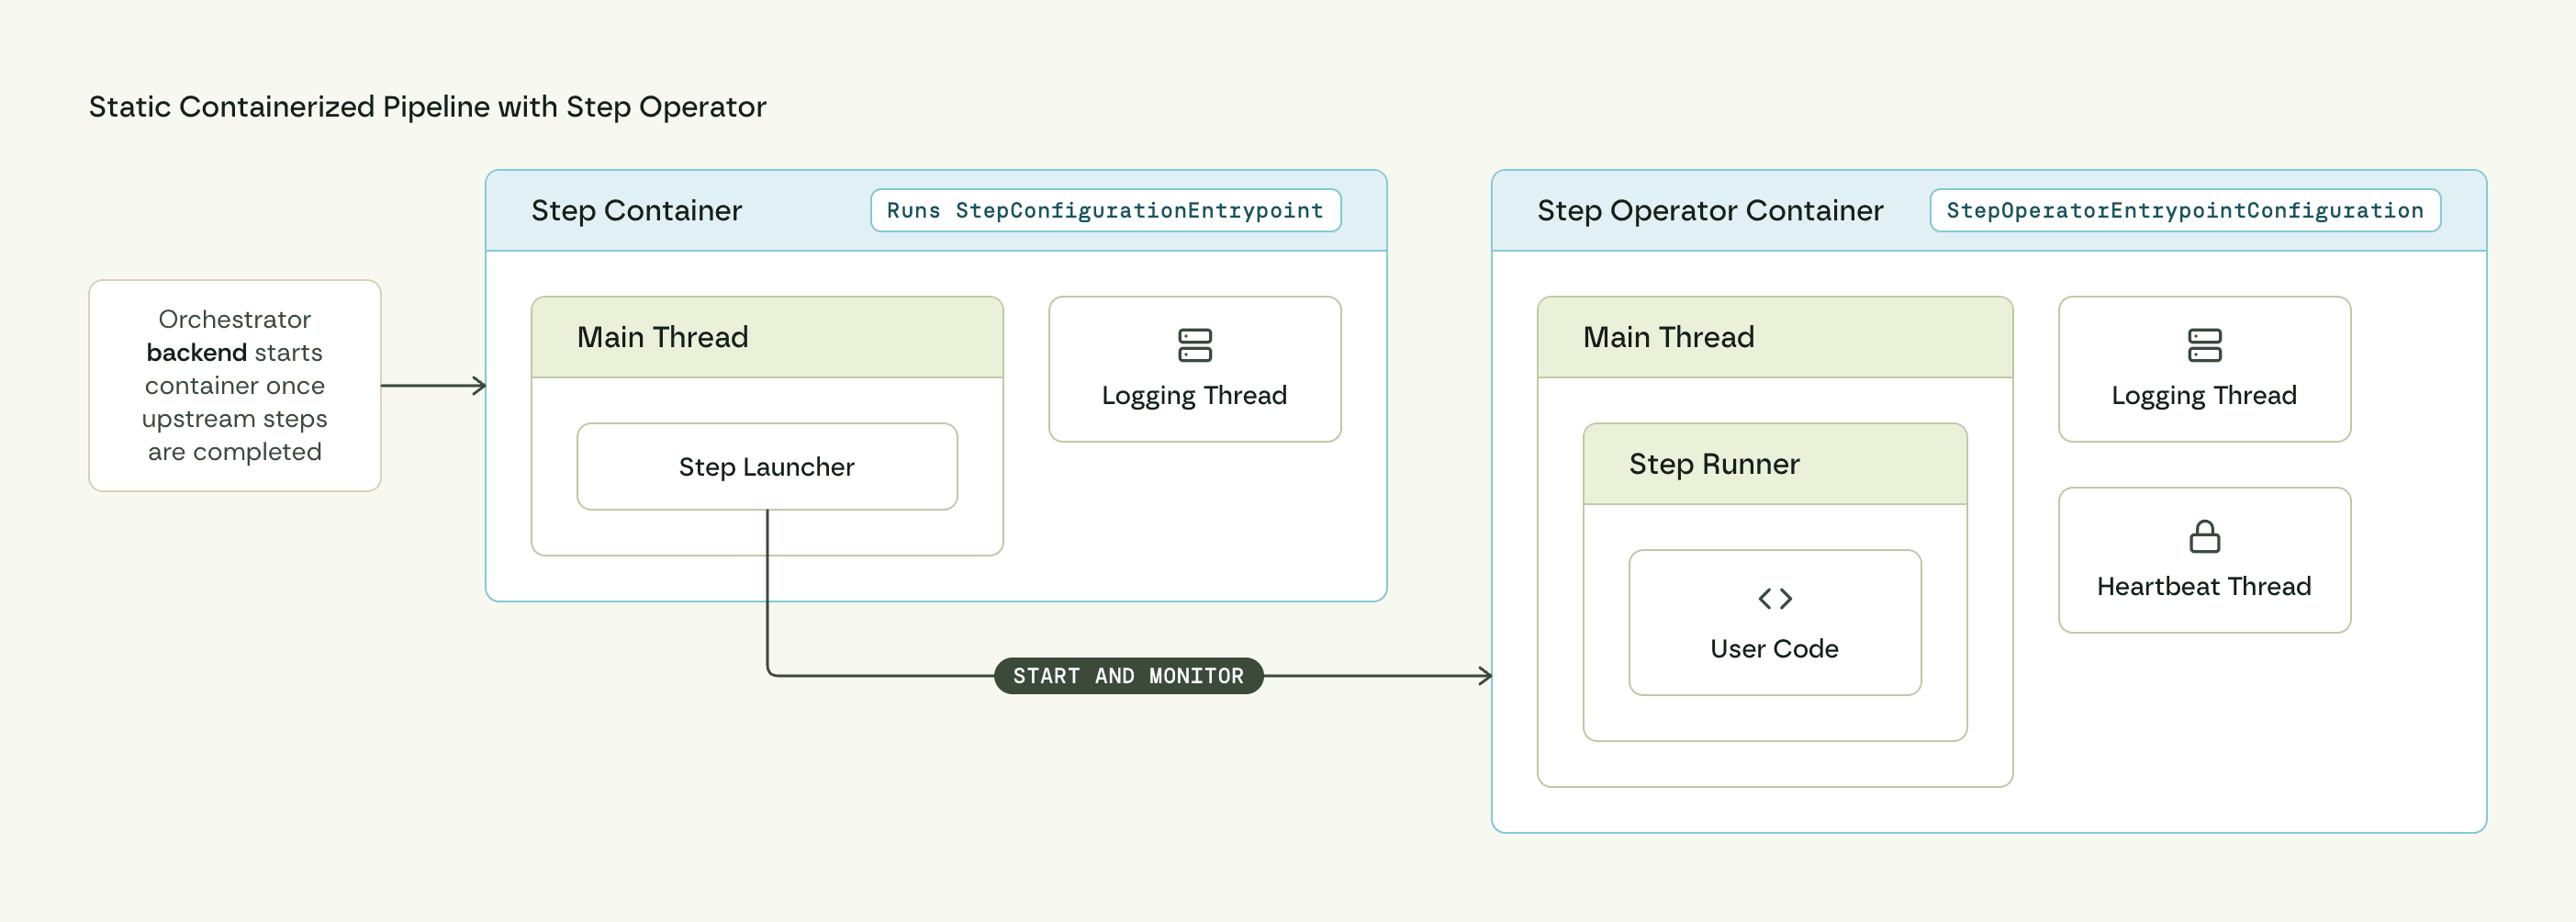 Static Containerized Pipeline with Step Operator
Orchestrator
backend starts
container once
upstream steps
are completed
Step Container
Runs StepConfigurationEntrypoint
Main Thread
Step Launcher
Logging Thread
START AND MONITOR
Step Operator Container
StepOperatorEntrypointConfiguration
Main Thread
Step Runner
User Code
Logging Thread
Heartbeat Thread